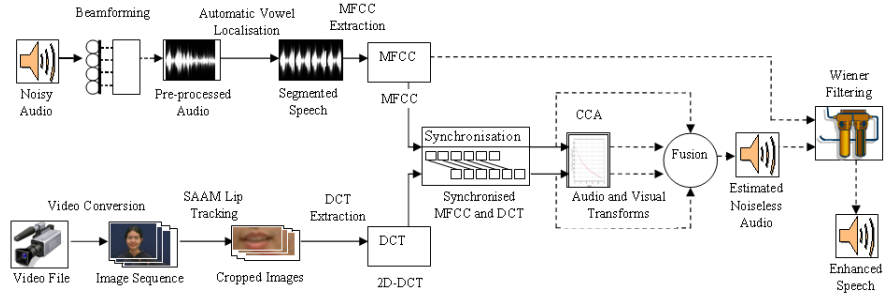 Beamforming
Automatic Vowel
Localisation
MFCC
Extraction
MFCC
Noisy
Audio
Pre-processed
Audio
Segmented
Speech
MFCC
Wiener
Filtering
CCA
Synchronisation
Fusion
Synchronised
MFCC and DCT
Audio and Visual
Transforms
Estimated
Noiseless
Audio
Video Conversion
SAAM Lip
Tracking
DCT
Extraction
DCT
Video File
Image Sequence
Cropped Images
2D-DCT
Enhanced
Speech